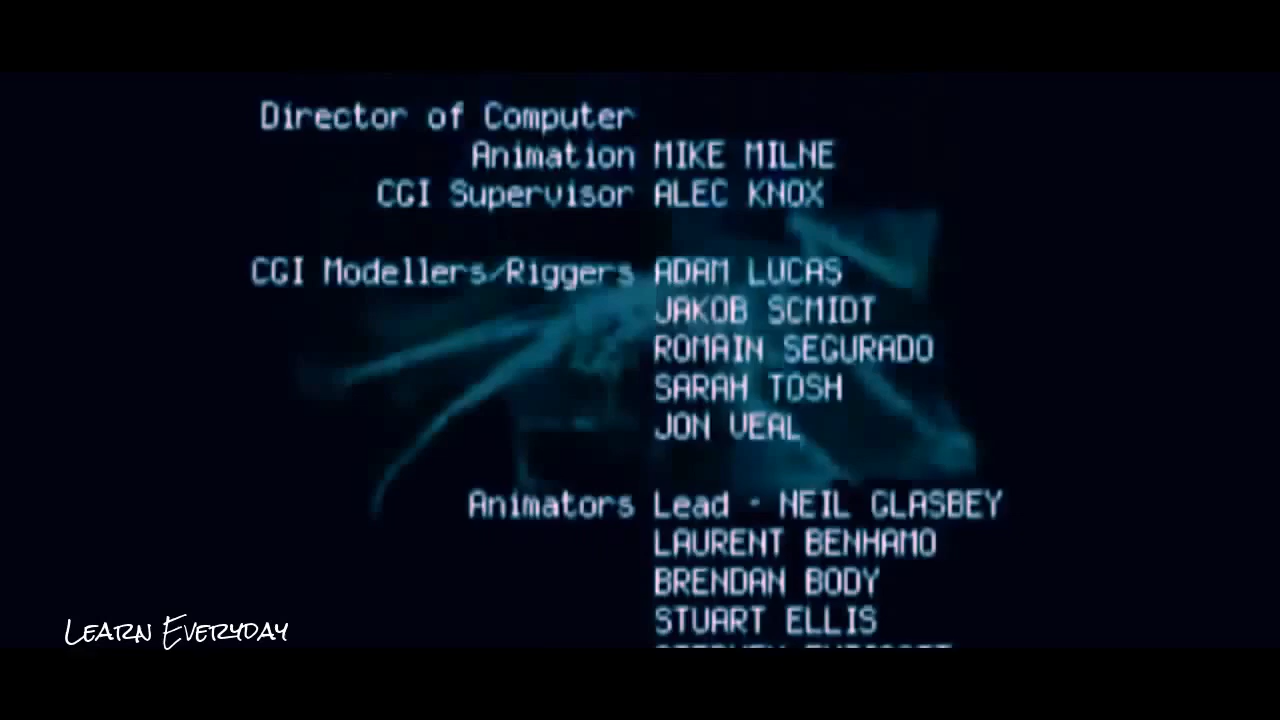 Director of Computer
Animation MIKE MILNE
CGI Supervisor ALEC KNOX
CGI Modellers/Riggers ADAM LUCAS
JAKOB SCMIDT
ROMAIN SEGURADO
SARAH TOSH
JON VEAL
Animators Lead - NEIL GLASBEY
LAURENT BENHAMO
BRENDAN BODY
STUART ELLIS
LEARN EVERYDAY